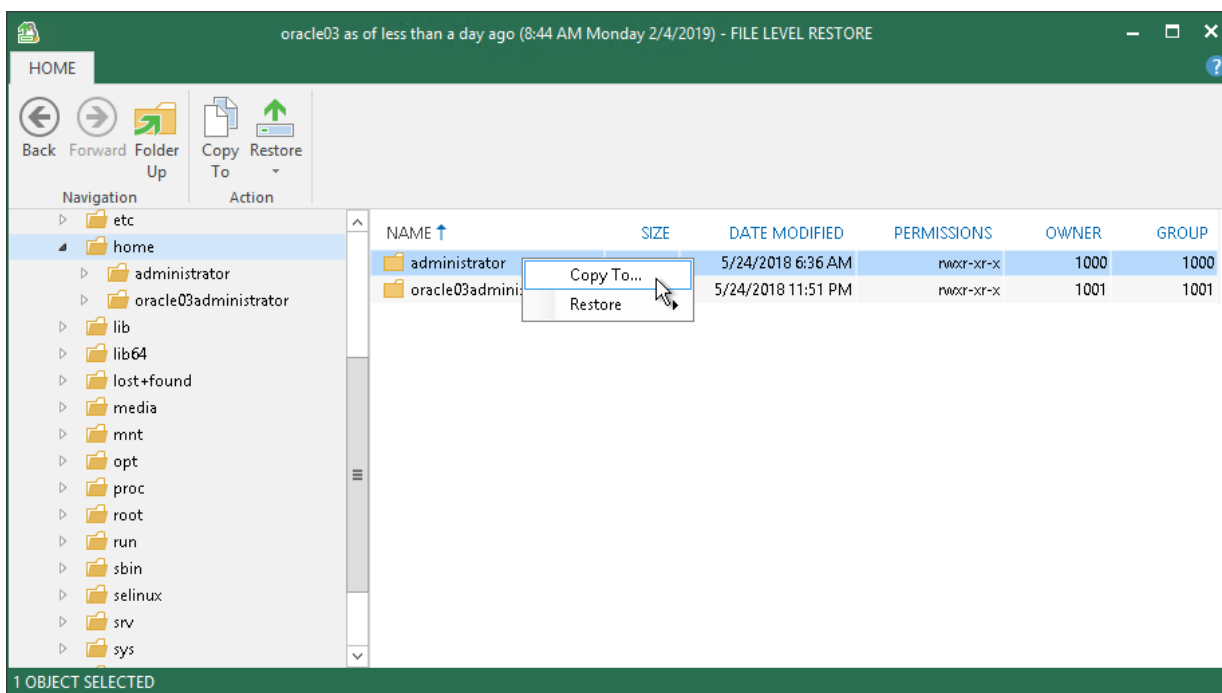 oracle03 as of less than a day ago (8:44 AM Monday 2/4/2019) - FILE LEVEL RESTORE
HOME
?
Back Forward Folder Up
Copy To Restore
Navigation Action
etc
home
administrator
oracle03administrator
lib
lib64
lost+found
media
mnt
opt
proc
root
run
sbin
selinux
srv
sys
NAME SIZE DATE MODIFIED PERMISSIONS OWNER GROUP
administrator 5/24/2018 6:36 AM rwxr-xr-x 1000 1000
oracle03admini 5/24/2018 11:51 PM rwxr-xr-x 1001 1001
Copy To...
Restore
1 OBJECT SELECTED